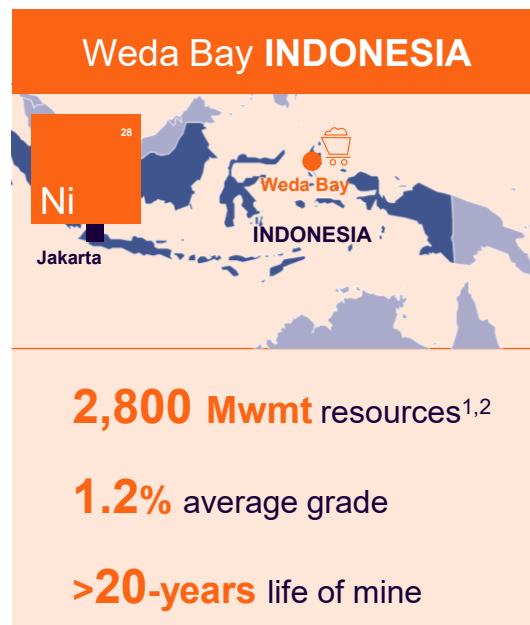 Weda Bay INDONESIA
28
Ni
Weda Bay
INDONESIA
Jakarta
2,800 Mwmt resources1,2
1.2% average grade
>20-years life of mine